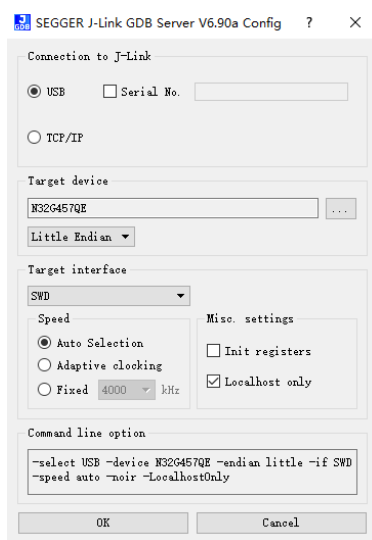 SEGGER J-Link GDB Server V6.90a Config ? ×
Connection to J-Link
USB Serial No.
TCP/IP
Target device
N32G457QE ...
Little Endian
Target interface
SWD
Speed Misc. settings
Auto Selection Init registers
Adaptive clocking Localhost only
Fixed 4000 kHz
Command line option
-select USB -device N32G457QE -endian little -if SWD
-speed auto -noir -LocalhostOnly
OK Cancel